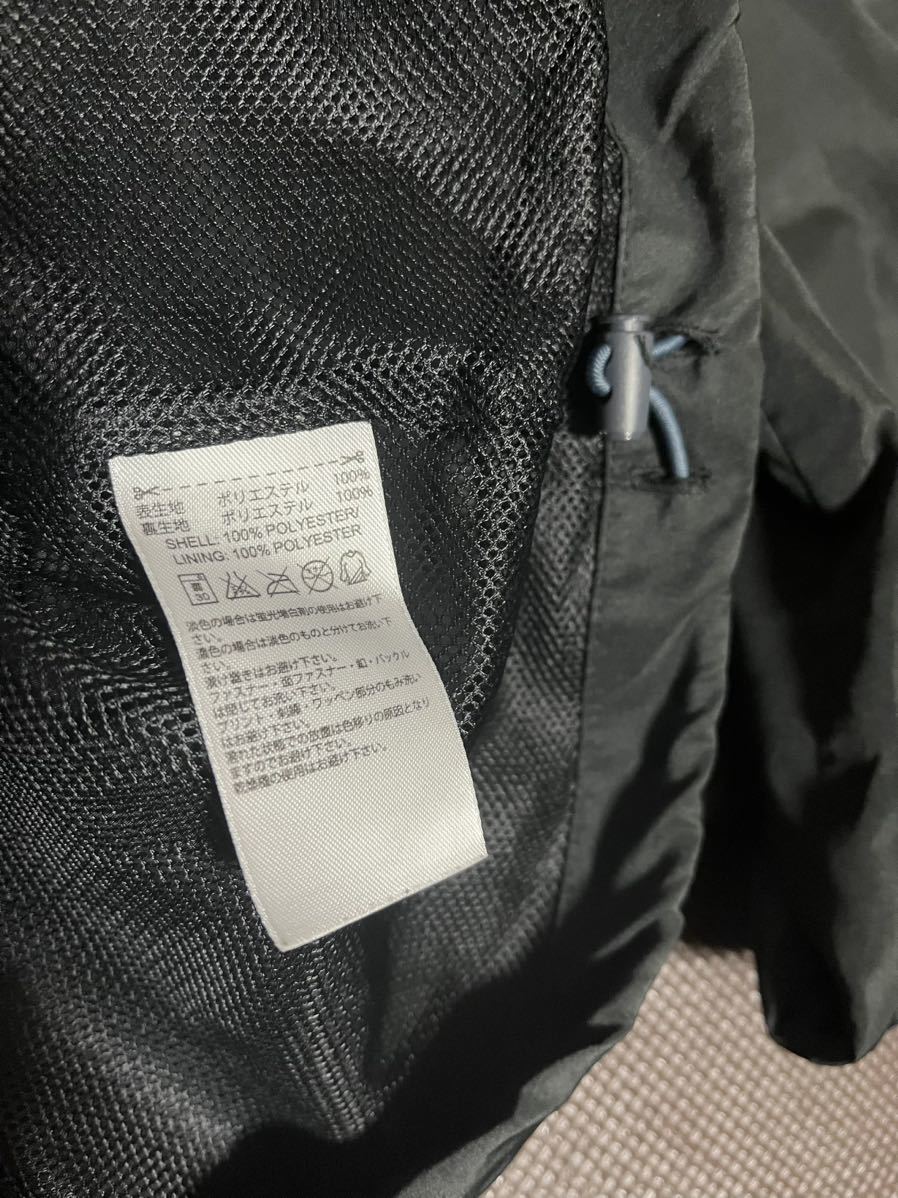 表生地 ポリエステル 100%
裏生地 ポリエステル 100%
SHELL: 100% POLYESTER/
LINING: 100% POLYESTER
30
淡色の場合は蛍光増白剤の使用はお避け下
さい。
濃色の場合は淡色のものと分けてお洗い下
さい。
漬け置きはお避け下さい。
ファスナー・面ファスナー・釦・バックル
は閉じてお洗い下さい。
プリント・刺繍・ワッペン部分のもみ洗い
はお避け下さい。
濡れた状態での放置は色移りの原因となり
ますのでお避け下さい。
乾燥機の使用はお避け下さい。